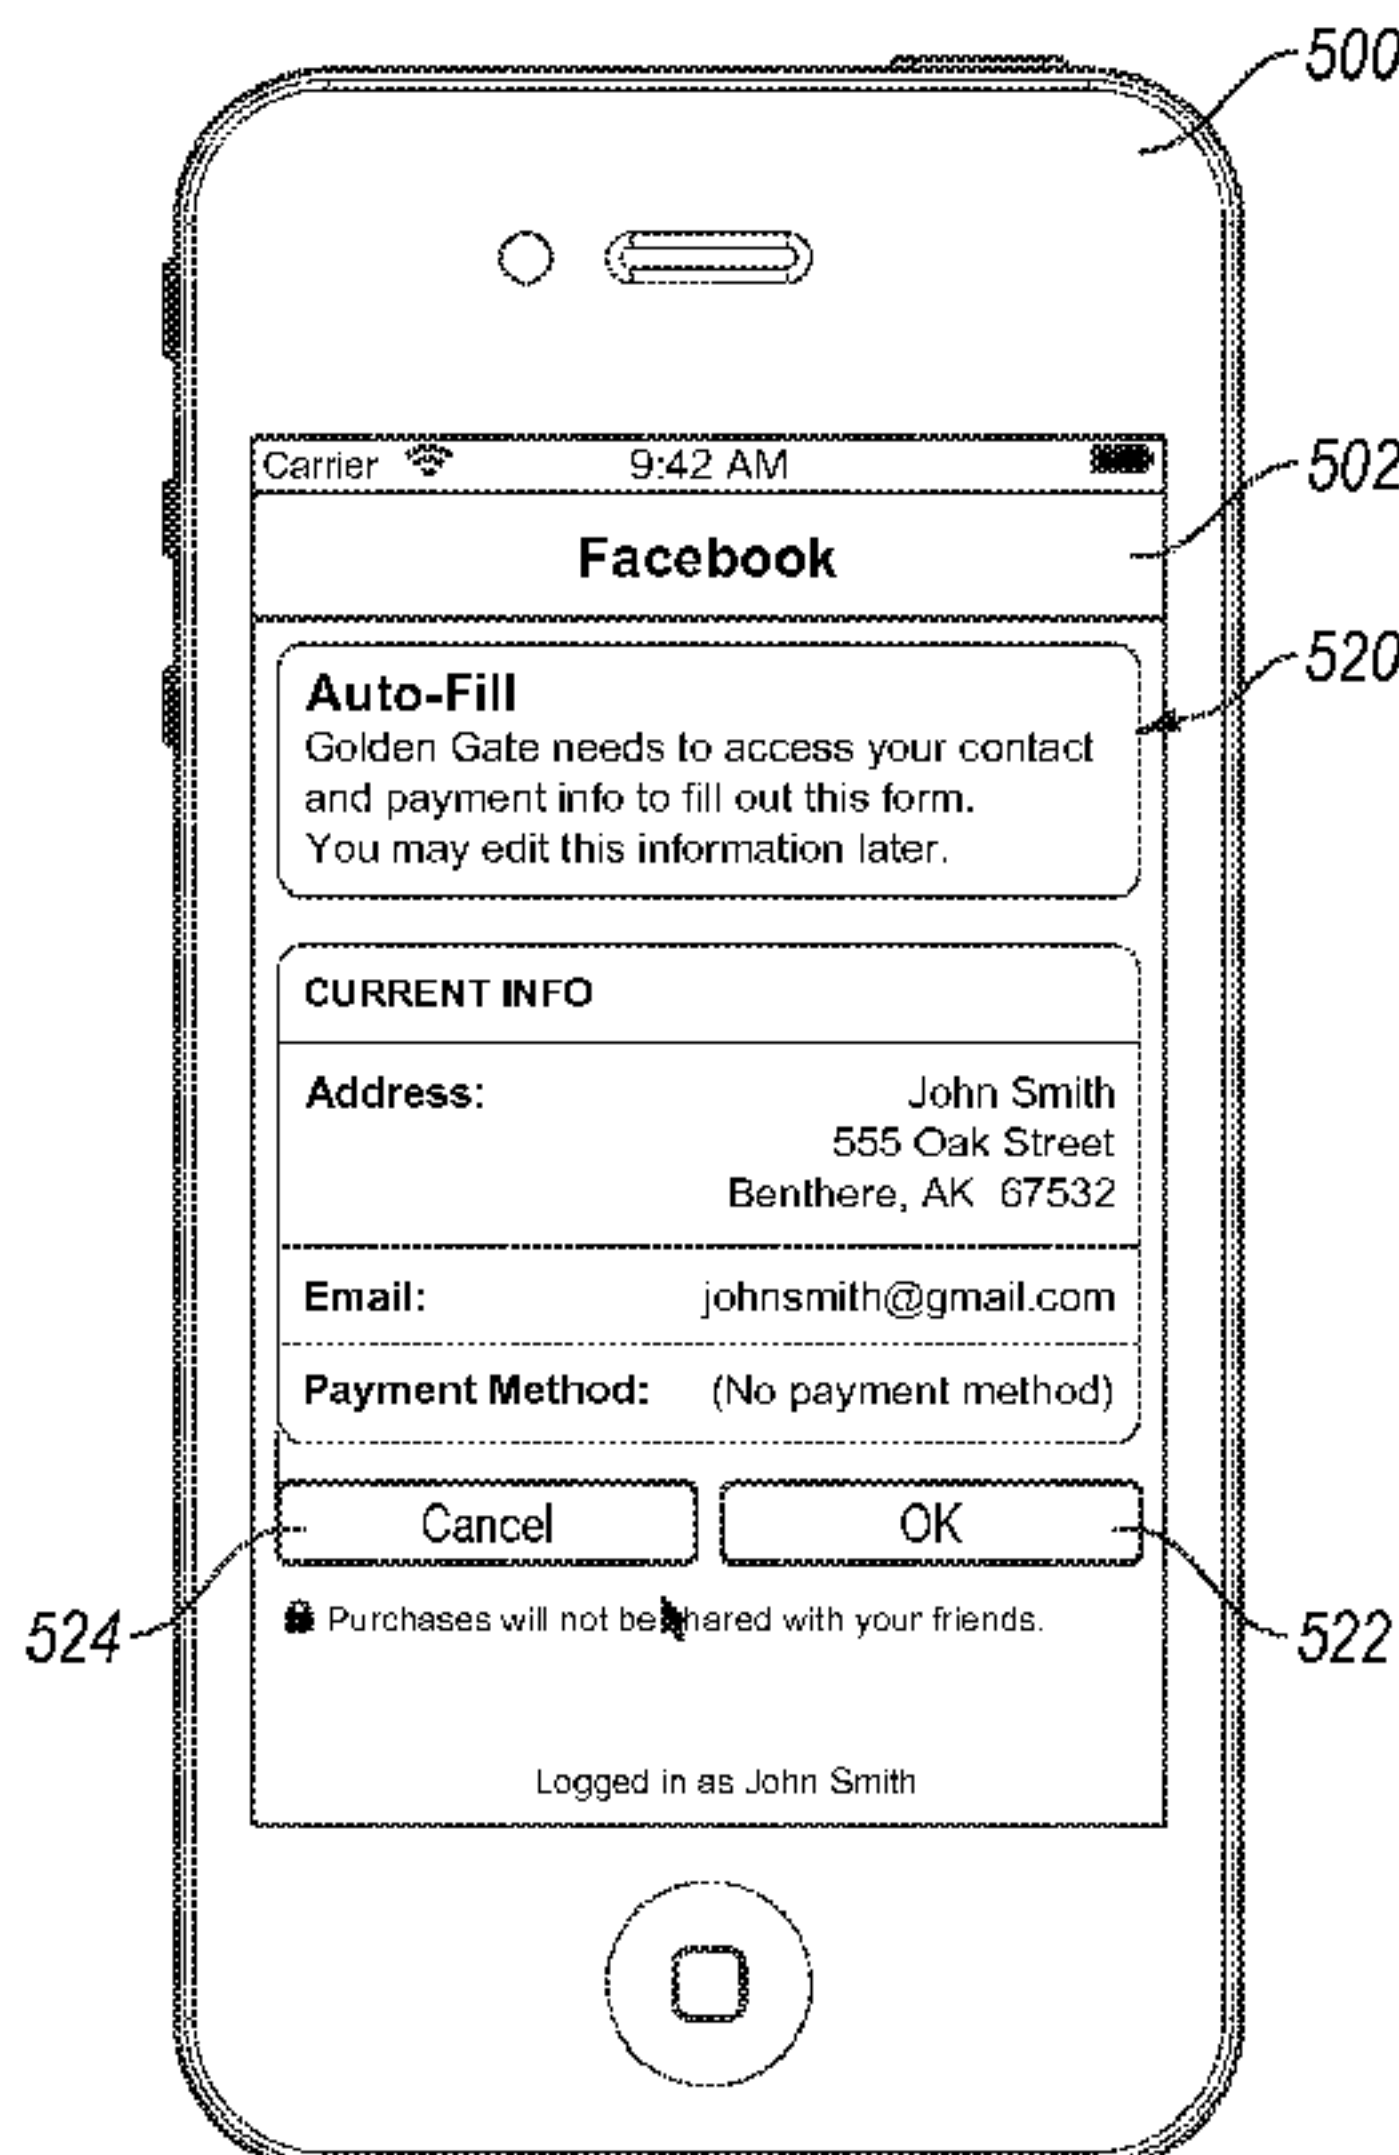 500
Carrier 9:42 AM
502
Facebook
520
Auto-Fill
Golden Gate needs to access your contact
and payment info to fill out this form.
You may edit this information later.
CURRENT INFO
Address: John Smith
555 Oak Street
Benthere, AK 67532
Email: johnsmith@gmail.com
Payment Method: (No payment method)
Cancel OK
524 Purchases will not be shared with your friends. 522
Logged in as John Smith